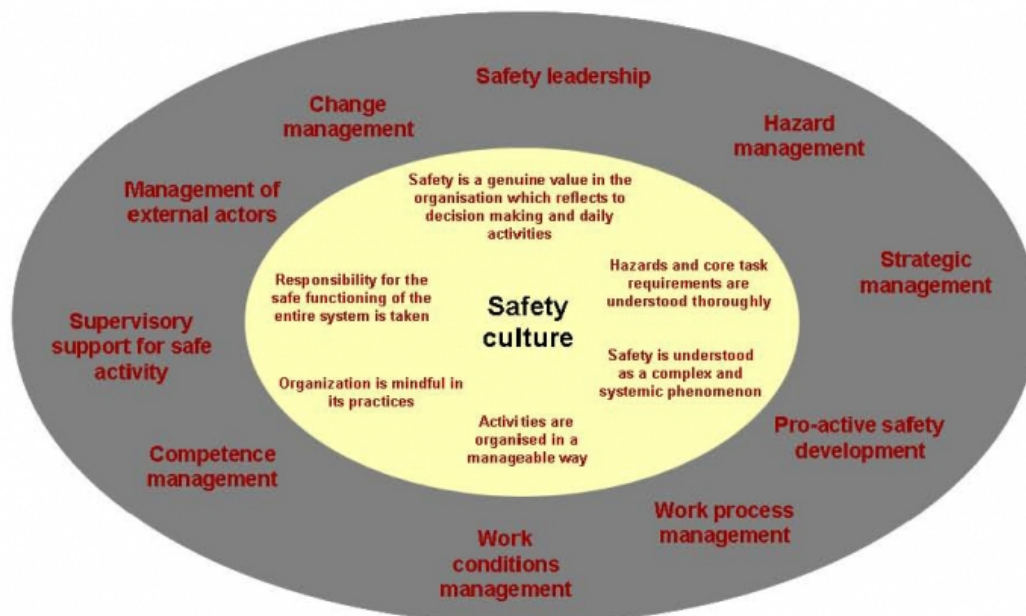 Safety leadership
Change
management
Hazard
management
Management of
external actors
Strategic
management
Supervisory
support for safe
activity
Pro-active safety
development
Competence
management
Work process
management
Work
conditions
management
Safety is a genuine value in the
organisation which reflects to
decision making and daily
activities
Responsibility for the
safe functioning of the
entire system is taken
Hazards and core task
requirements are
understood thoroughly
Safety
culture
Safety is understood
as a complex and
systemic phenomenon
Organization is mindful in
its practices
Activities are
organised in a
manageable way